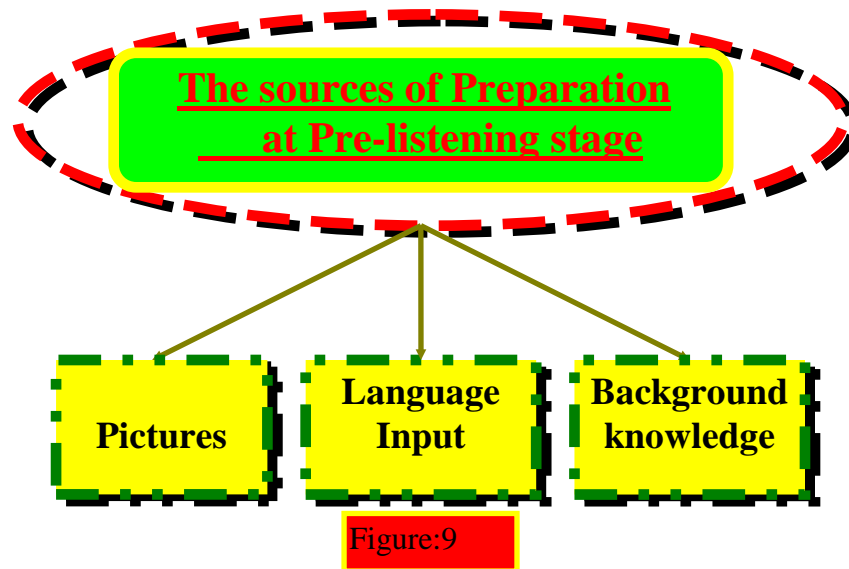 The sources of Preparation
at Pre-listening stage
Pictures
Language
Input
Background
knowledge
Figure:9